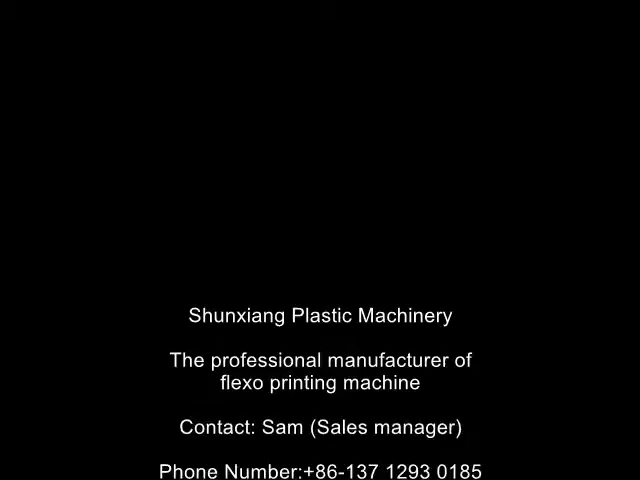 Shunxiang Plastic Machinery
The professional manufacturer of
flexo printing machine
Contact: Sam (Sales manager)
Phone Number:+86-137 1293 0185